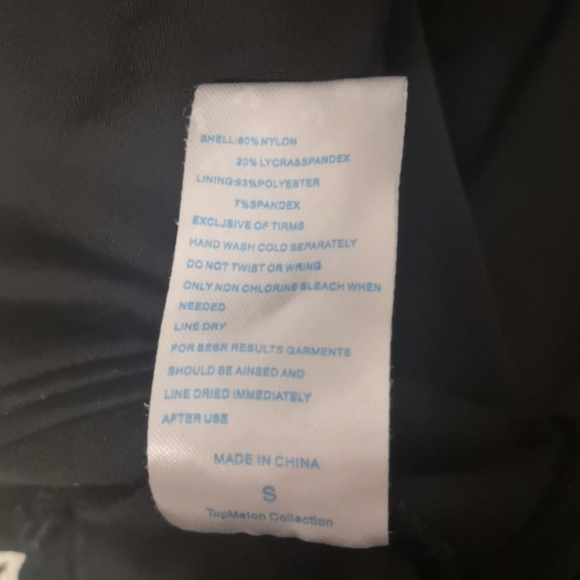 SHELL:80%NYLON
20%LYCRA&SPANDEX
LINING:93%POLYESTER
7%SPANDEX
EXCLUSIVE OF TIRMS
HAND WASH COLD SEPARATELY
DO NOT TWIST OR WRING
ONLY NON CHLORINE BLEACH WHEN
NEEDED
LINE DRY
FOR BESR RESULTS GARMENTS
SHOULD BE AINSED AND
LINE DRIED IMMEDIATELY
AFTER USE
MADE IN CHINA
S
TopMelon Collection